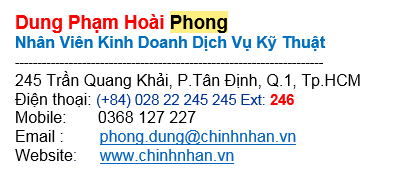 Dung Phạm Hoài Phong
Nhân Viên Kinh Doanh Dịch Vụ Kỹ Thuật
--------------------------------------------------------------------
245 Trần Quang Khải, P.Tân Định, Q.1, Tp.HCM
Điện thoại: (+84) 028 22 245 245 Ext: 246
Mobile: 0368 127 227
Email : phong.dung@chinhnhan.vn
Website: www.chinhnhan.vn